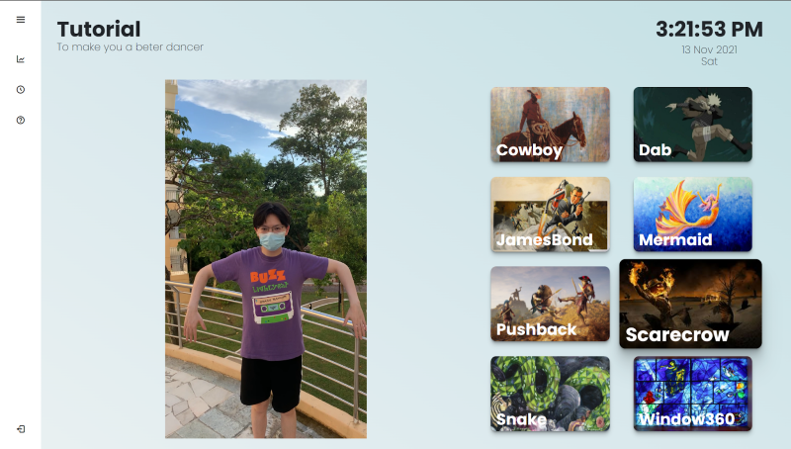 Tutorial
To make you a beter dancer
3:21:53 PM
13 Nov 2021
Sat
Cowboy
Dab
JamesBond
Mermaid
Pushback
Scarecrow
Snake
Window360
BUZZ